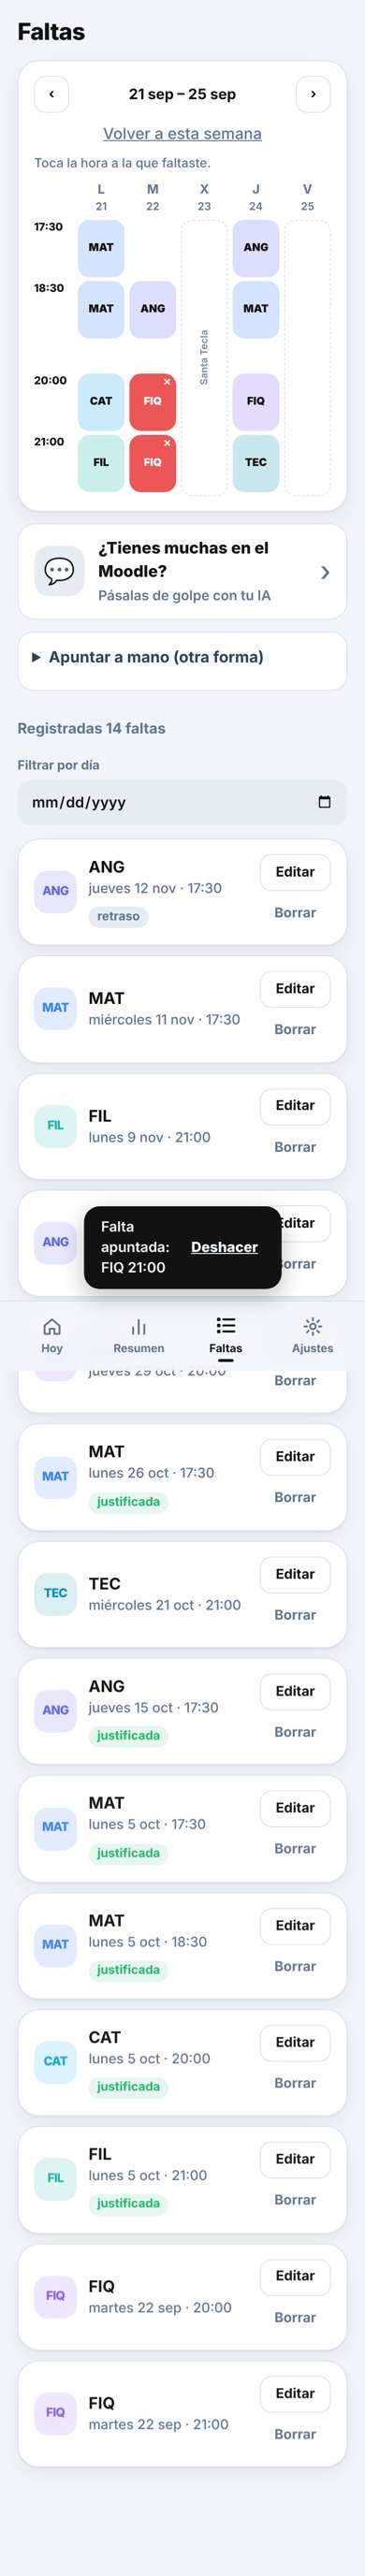 Faltas
‹ 21 sep – 25 sep ›
Volver a esta semana
Toca la hora a la que faltaste.
L M X J V
21 22 23 24 25
17:30 MAT ANG
18:30 MAT ANG MAT
Santa Tecla
20:00 CAT FIQ × FIQ
21:00 FIL FIQ × TEC
¿Tienes muchas en el
Moodle?
Pásalas de golpe con tu IA
Apuntar a mano (otra forma)
Registradas 14 faltas
Filtrar por día
mm/dd/yyyy
ANG
ANG
jueves 12 nov · 17:30
retraso
Editar
Borrar
MAT
MAT
miércoles 11 nov · 17:30
Editar
Borrar
FIL
FIL
lunes 9 nov · 21:00
Editar
Borrar
ANG
Editar
Borrar
Falta
apuntada:
FIQ 21:00
Deshacer
Hoy
Resumen
Faltas
Ajustes
jueves 29 oct · 20:00
Borrar
MAT
MAT
lunes 26 oct · 17:30
justificada
Editar
Borrar
TEC
TEC
miércoles 21 oct · 21:00
Editar
Borrar
ANG
ANG
jueves 15 oct · 17:30
justificada
Editar
Borrar
MAT
MAT
lunes 5 oct · 17:30
justificada
Editar
Borrar
MAT
MAT
lunes 5 oct · 18:30
justificada
Editar
Borrar
CAT
CAT
lunes 5 oct · 20:00
justificada
Editar
Borrar
FIL
FIL
lunes 5 oct · 21:00
justificada
Editar
Borrar
FIQ
FIQ
martes 22 sep · 20:00
Editar
Borrar
FIQ
FIQ
martes 22 sep · 21:00
Editar
Borrar